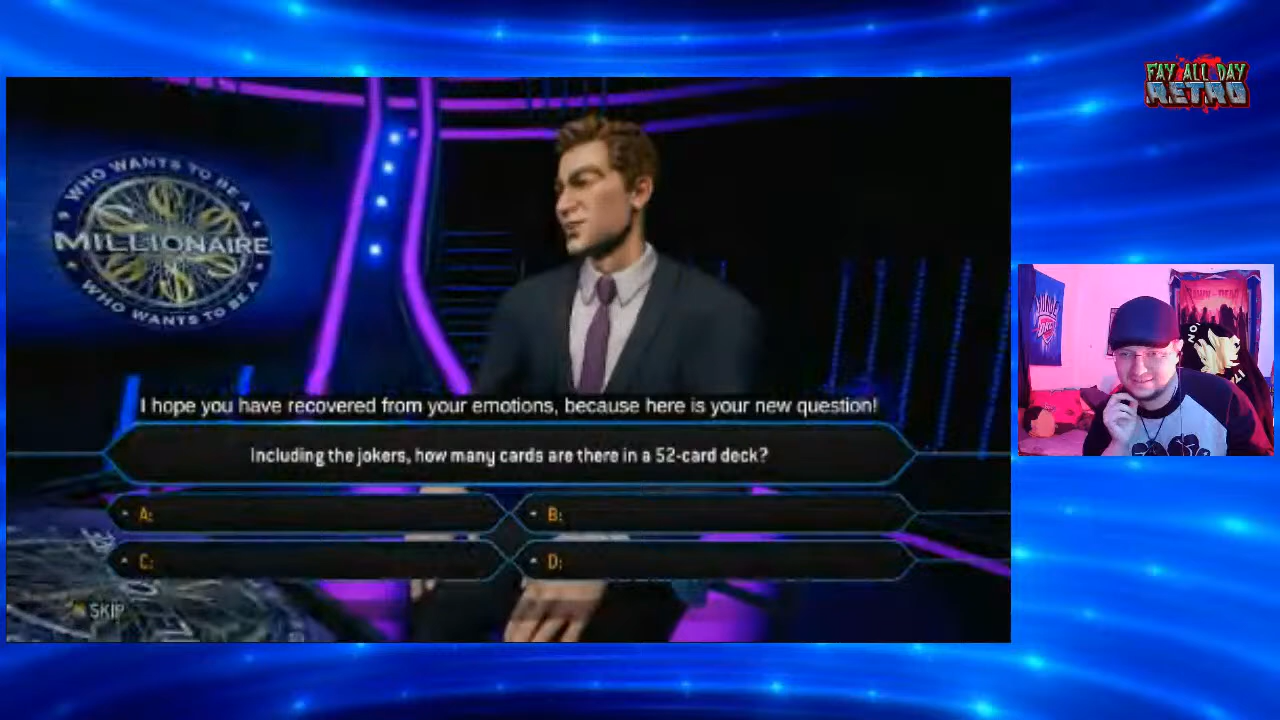 FAY ALL DAY
RETRO
WHO WANTS TO BE A
MILLIONAIRE
WHO WANTS TO BE A
I hope you have recovered from your emotions, because here is your new question!
Including the jokers, how many cards are there in a 52-card deck?
A:
B:
C:
D:
SKIP